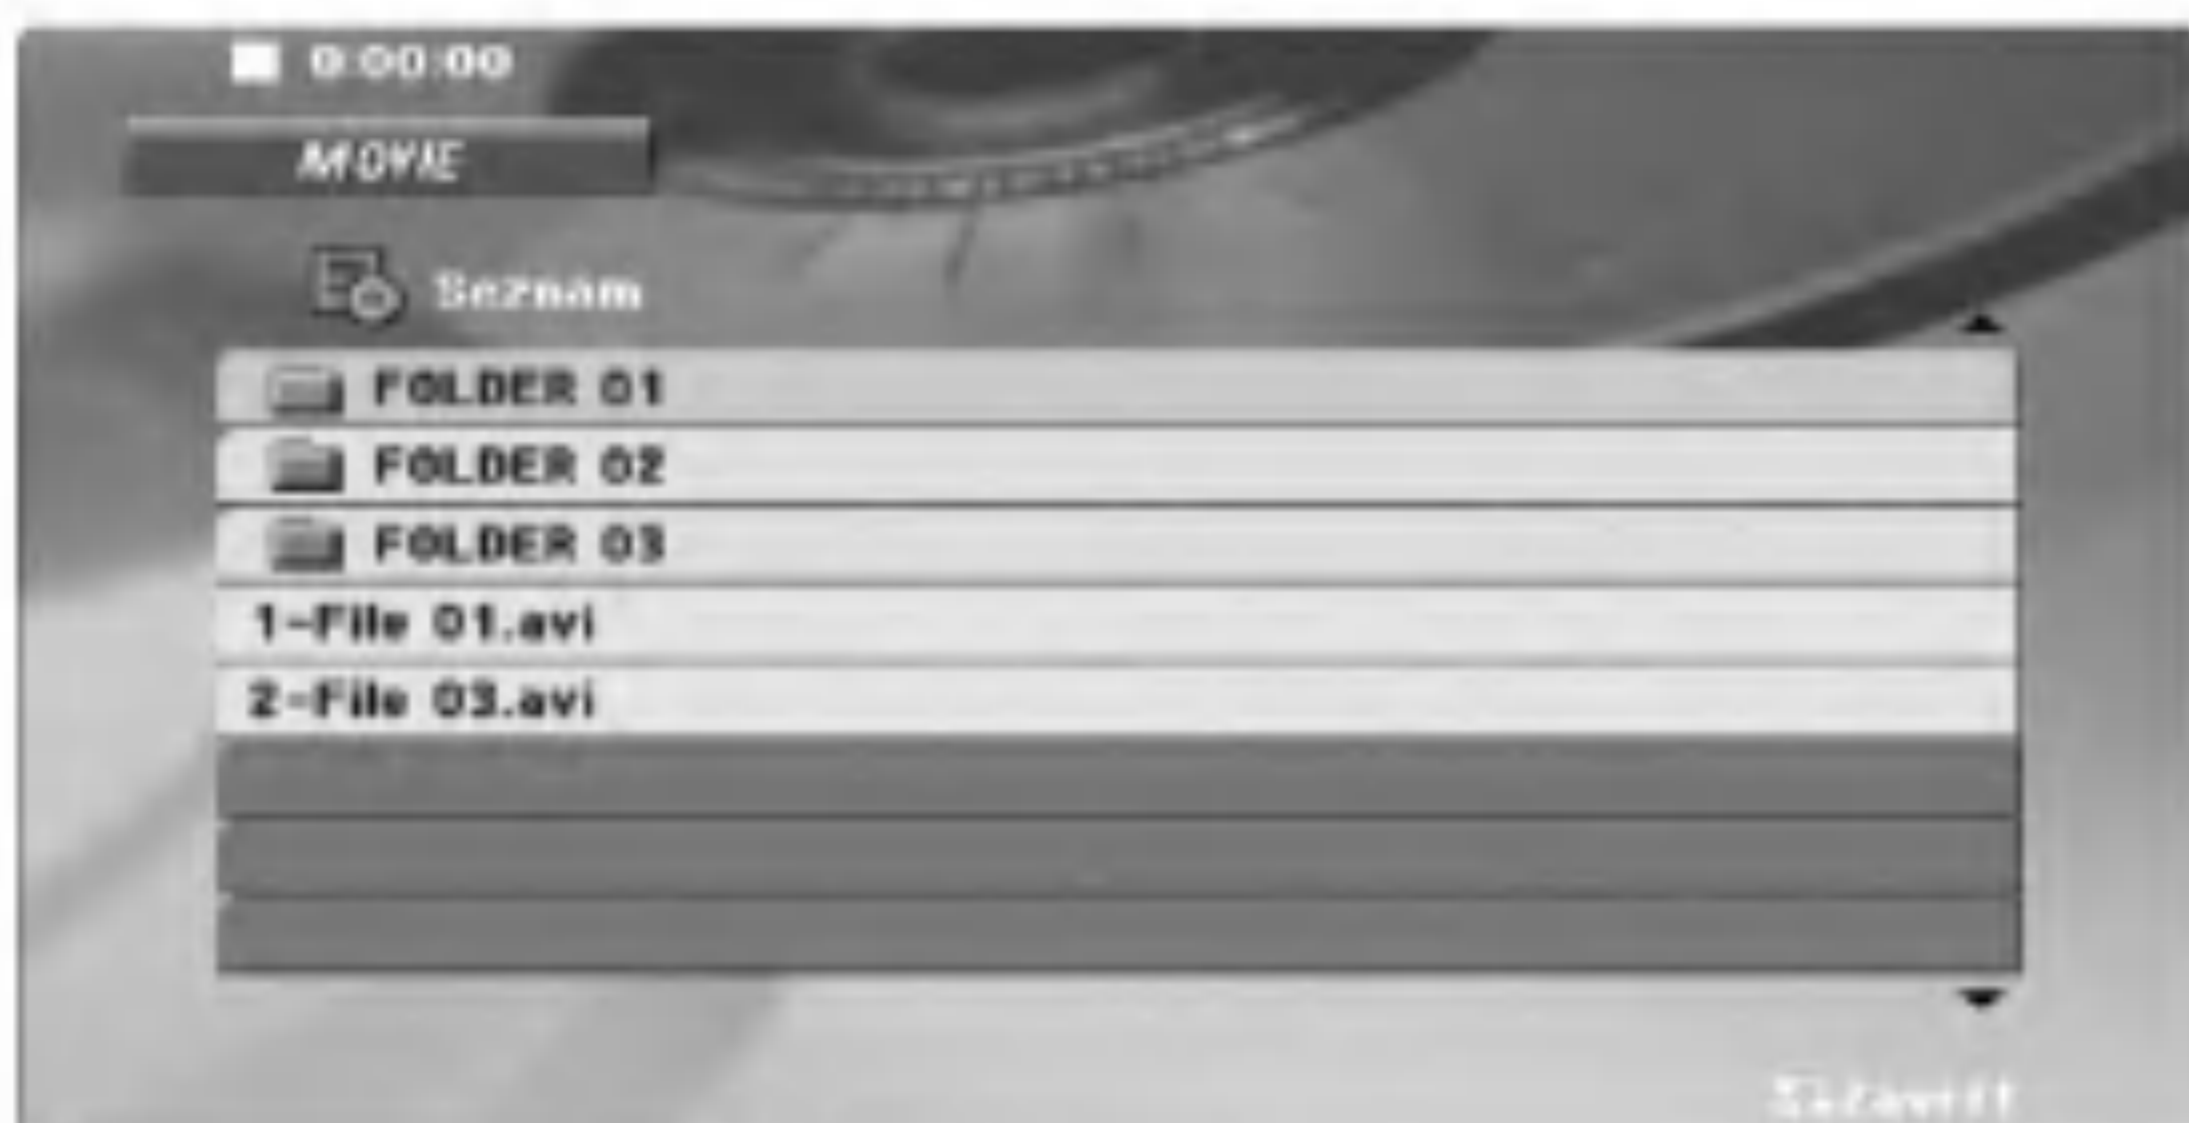 0:00:00
MOVIE
Seznam
FOLDER 01
FOLDER 02
FOLDER 03
1-File 01.avi
2-File 03.avi